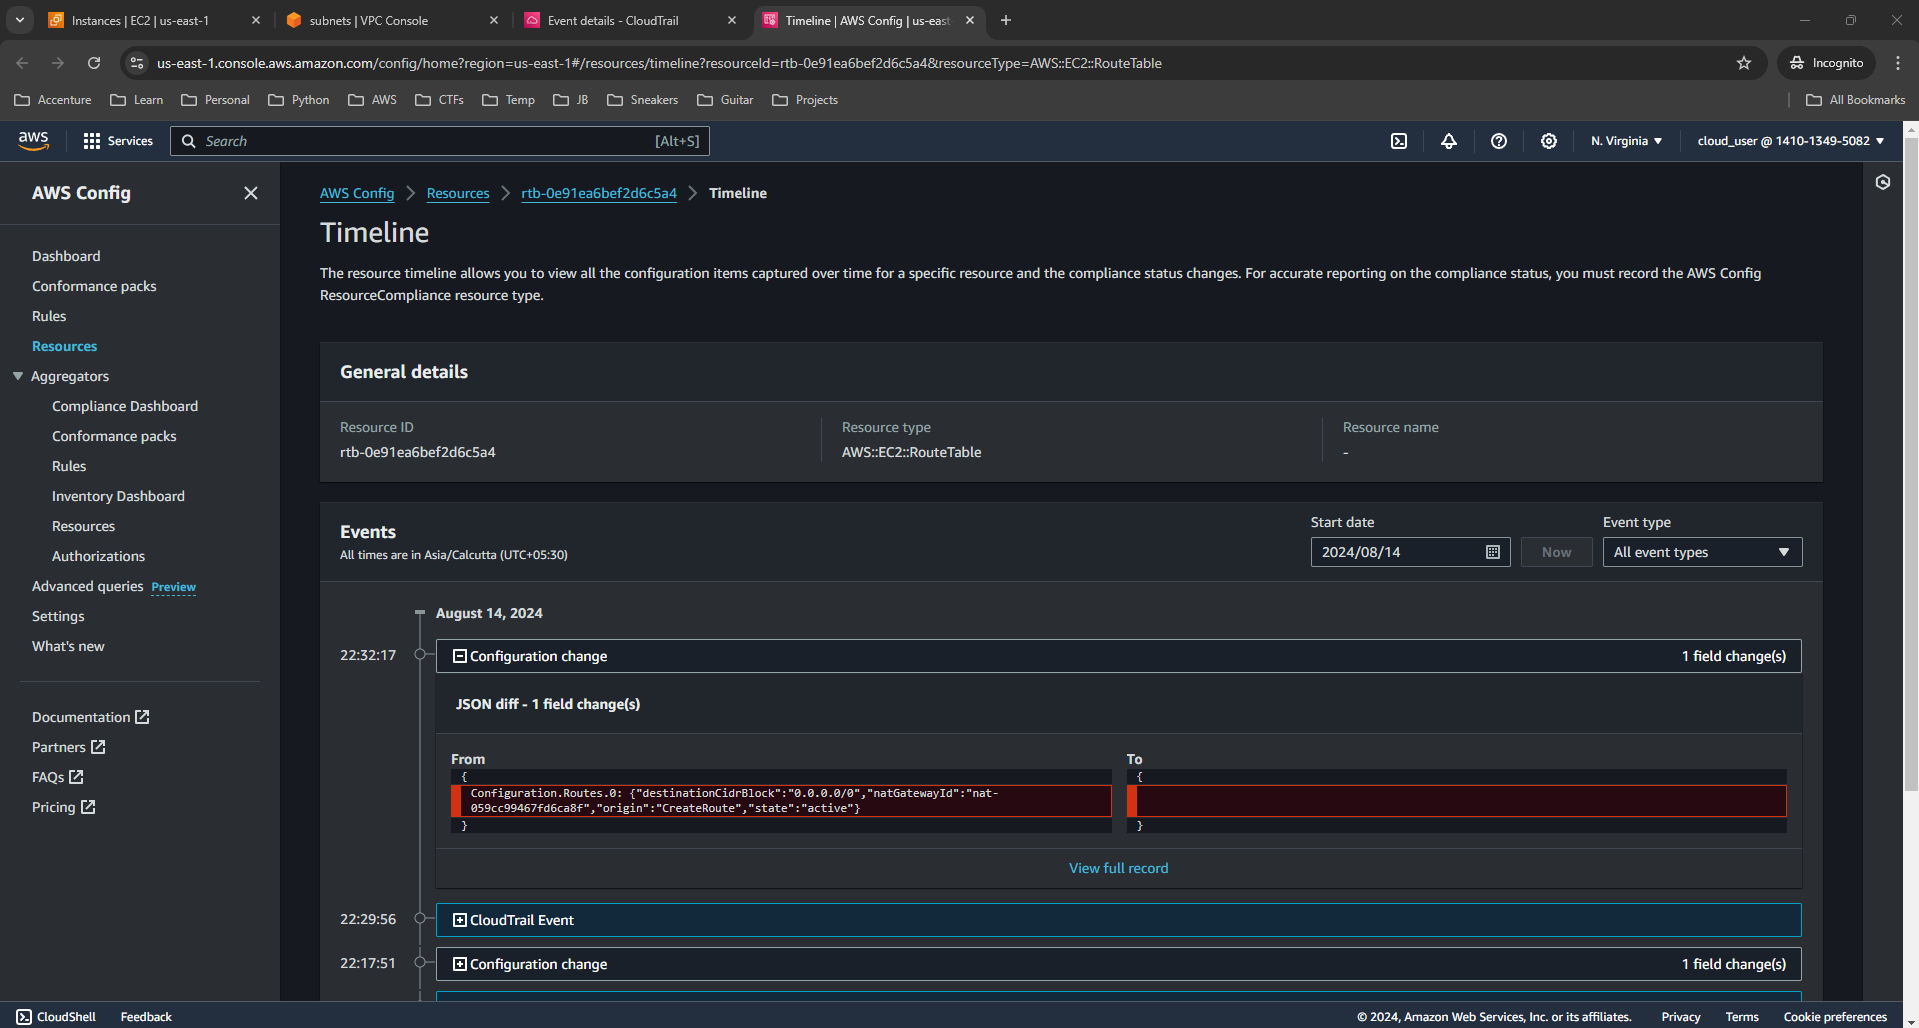 Instances | EC2 | us-east-1
subnets | VPC Console
Event details - CloudTrail
Timeline | AWS Config | us-east
us-east-1.console.aws.amazon.com/config/home?region=us-east-1#/resources/timeline?resourceId=rtb-0e91ea6bef2d6c5a4&resourceType=AWS::EC2::RouteTable
Incognito
Accenture
Learn
Personal
Python
AWS
CTFs
Temp
JB
Sneakers
Guitar
Projects
All Bookmarks
aws
Services
Search
[Alt+S]
N. Virginia
cloud_user @ 1410-1349-5082
AWS Config
Dashboard
Conformance packs
Rules
Resources
Aggregators
Compliance Dashboard
Conformance packs
Rules
Inventory Dashboard
Resources
Authorizations
Advanced queries Preview
Settings
What's new
Documentation
Partners
FAQs
Pricing
AWS Config
Resources
rtb-0e91ea6bef2d6c5a4
Timeline
Timeline
The resource timeline allows you to view all the configuration items captured over time for a specific resource and the compliance status changes. For accurate reporting on the compliance status, you must record the AWS Config
ResourceCompliance resource type.
General details
Resource ID
rtb-0e91ea6bef2d6c5a4
Resource type
AWS::EC2::RouteTable
Resource name
-
Events
All times are in Asia/Calcutta (UTC+05:30)
Start date
2024/08/14
Now
Event type
All event types
August 14, 2024
22:32:17
Configuration change
1 field change(s)
JSON diff - 1 field change(s)
From
{
Configuration.Routes.0: {"destinationCidrBlock":"0.0.0.0/0","natGatewayId":"nat-
059cc99467fd6ca8f","origin":"CreateRoute","state":"active"}
}
To
{
}
View full record
22:29:56
CloudTrail Event
22:17:51
Configuration change
1 field change(s)
CloudShell
Feedback
© 2024, Amazon Web Services, Inc. or its affiliates.
Privacy
Terms
Cookie preferences